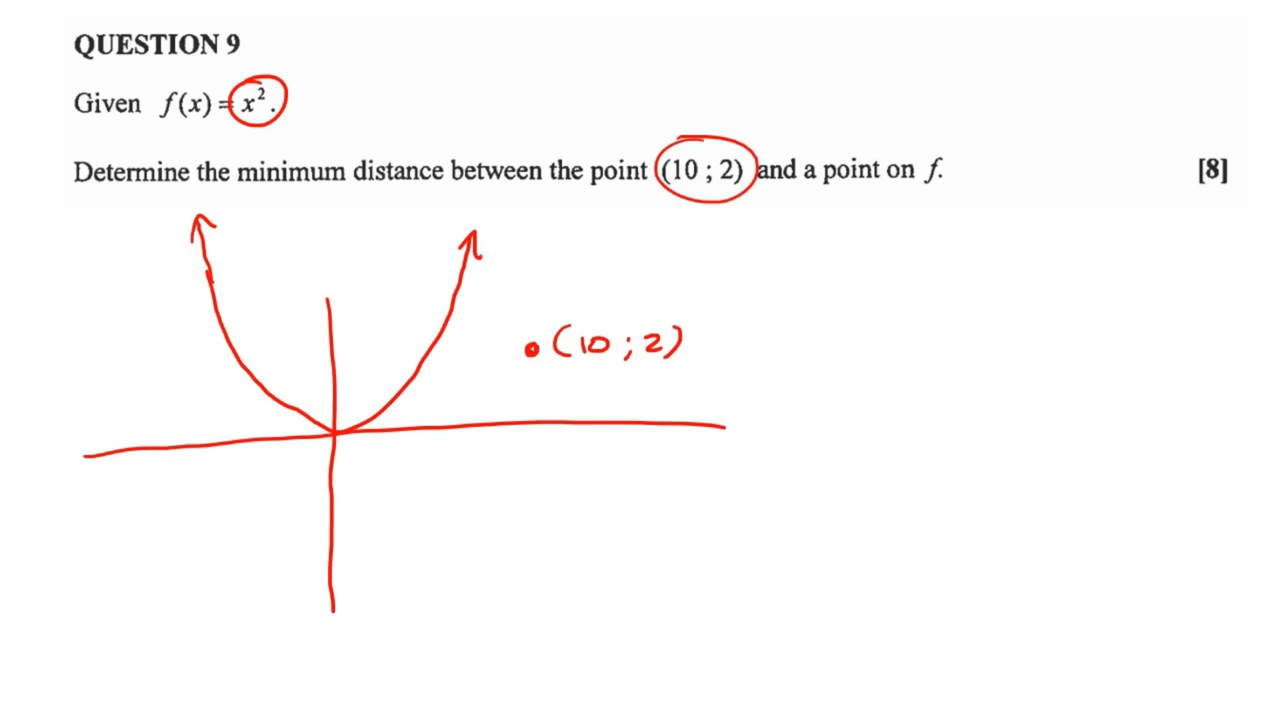 QUESTION 9
Given f(x) = x².
Determine the minimum distance between the point (10 ; 2) and a point on f. [8]
(10 ; 2)